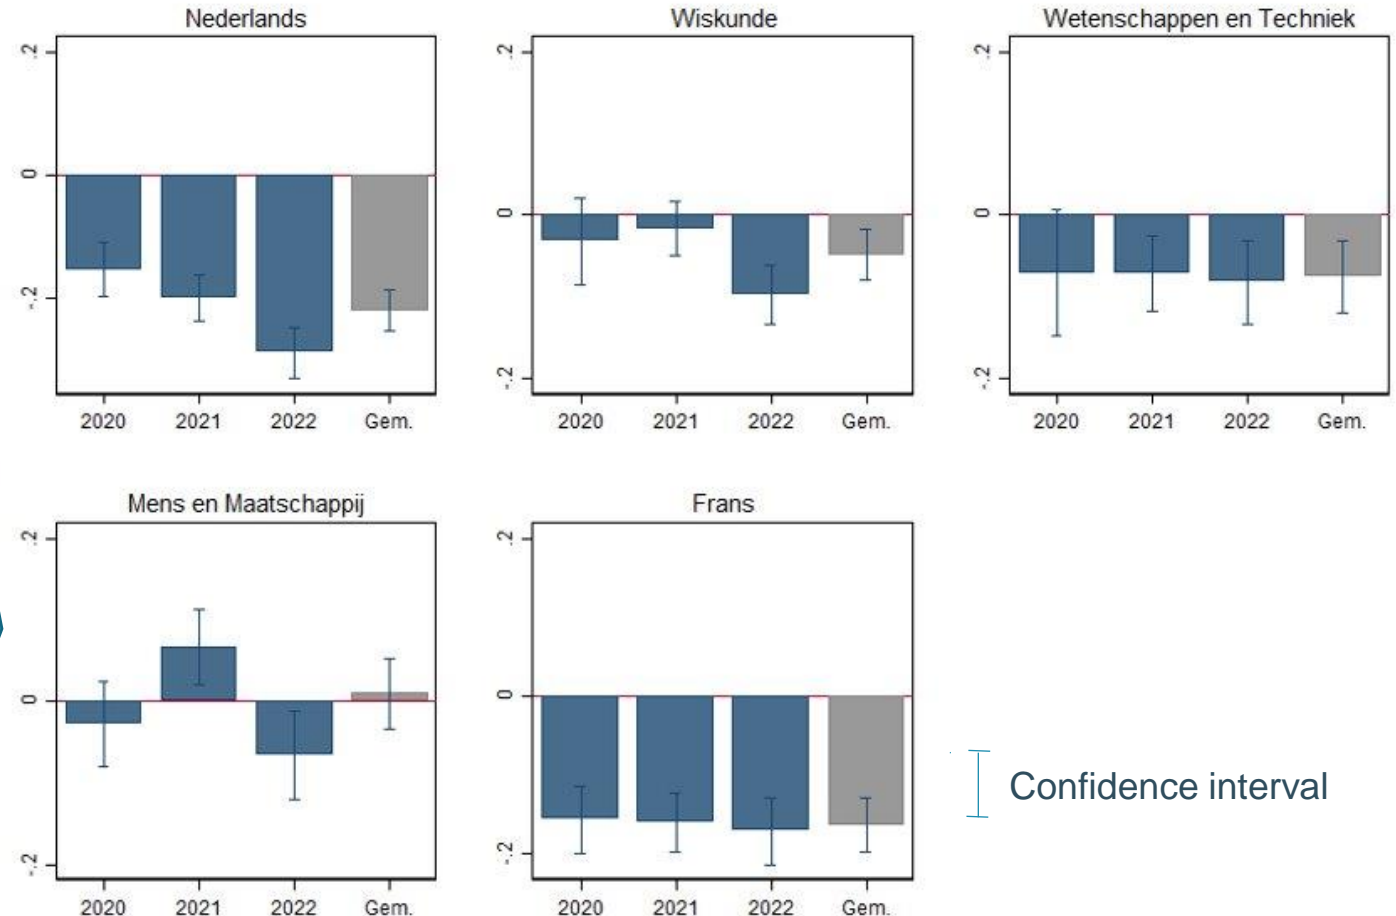 Nederlands
.2
0
-.2
2020 2021 2022 Gem.
Wiskunde
.2
0
-.2
2020 2021 2022 Gem.
Wetenschappen en Techniek
.2
0
-.2
2020 2021 2022 Gem.
Mens en Maatschappij
.2
0
-.2
2020 2021 2022 Gem.
Frans
.2
0
-.2
2020 2021 2022 Gem.
Confidence interval